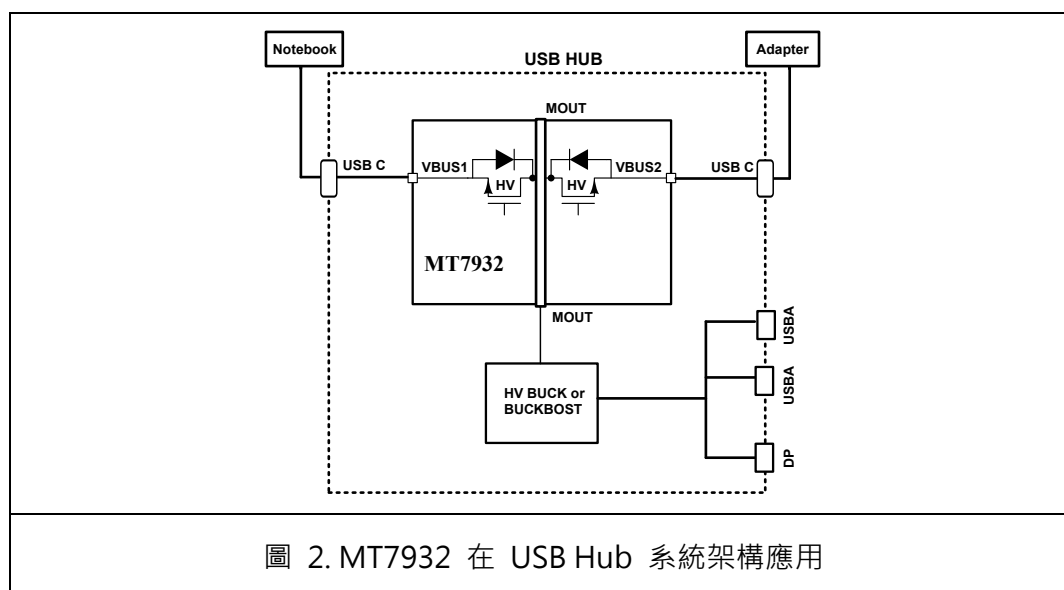 Notebook
Adapter
USB HUB
MOUT
USB C
VBUS1
HV
HV
VBUS2
USB C
MT7932
MOUT
HV BUCK or
BUCKBOST
USBA
USBA
DP
圖 2. MT7932 在 USB Hub 系統架構應用